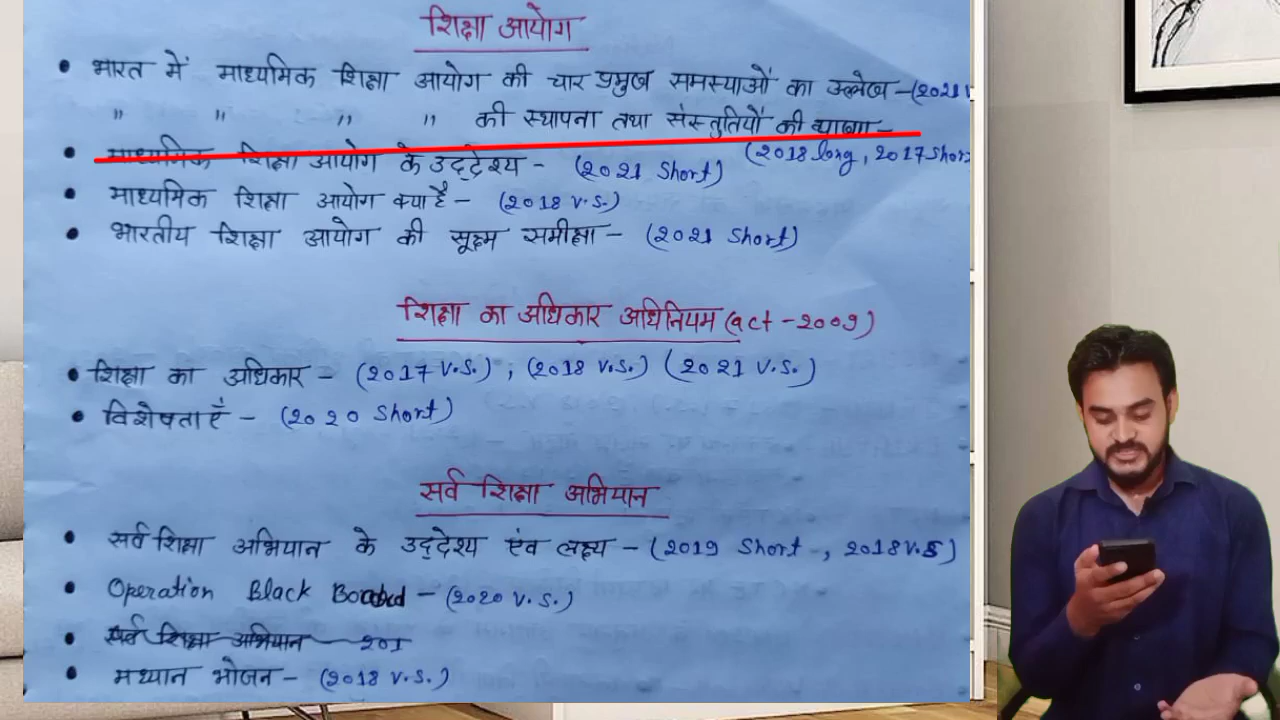 शिक्षा आयोग
• भारत में माध्यमिक शिक्षा आयोग की चार प्रमुख समस्याओं का उल्लेख - (2021 V
" " " " की स्थापना तथा संस्तुतियों की व्याख्या -
(2018 long, 2017 Short
• माध्यमिक शिक्षा आयोग के उद्देश्य - (2021 Short)
• माध्यमिक शिक्षा आयोग क्या है - (2018 V.S.)
• भारतीय शिक्षा आयोग की सूक्ष्म समीक्षा - (2021 Short)
शिक्षा का अधिकार अधिनियम (act - 2009)
• शिक्षा का अधिकार - (2017 V.S.) , (2018 V.S.) (2021 V.S.)
• विशेषताएँ - (2020 Short)
सर्व शिक्षा अभियान
• सर्व शिक्षा अभियान के उद्देश्य एंव लक्ष्य - (2019 Short , 2018 V.S)
• Operation Black - (2020 V.S.)
• सर्व शिक्षा अभियान - 201
• मध्यान भोजन - (2018 V.S.)